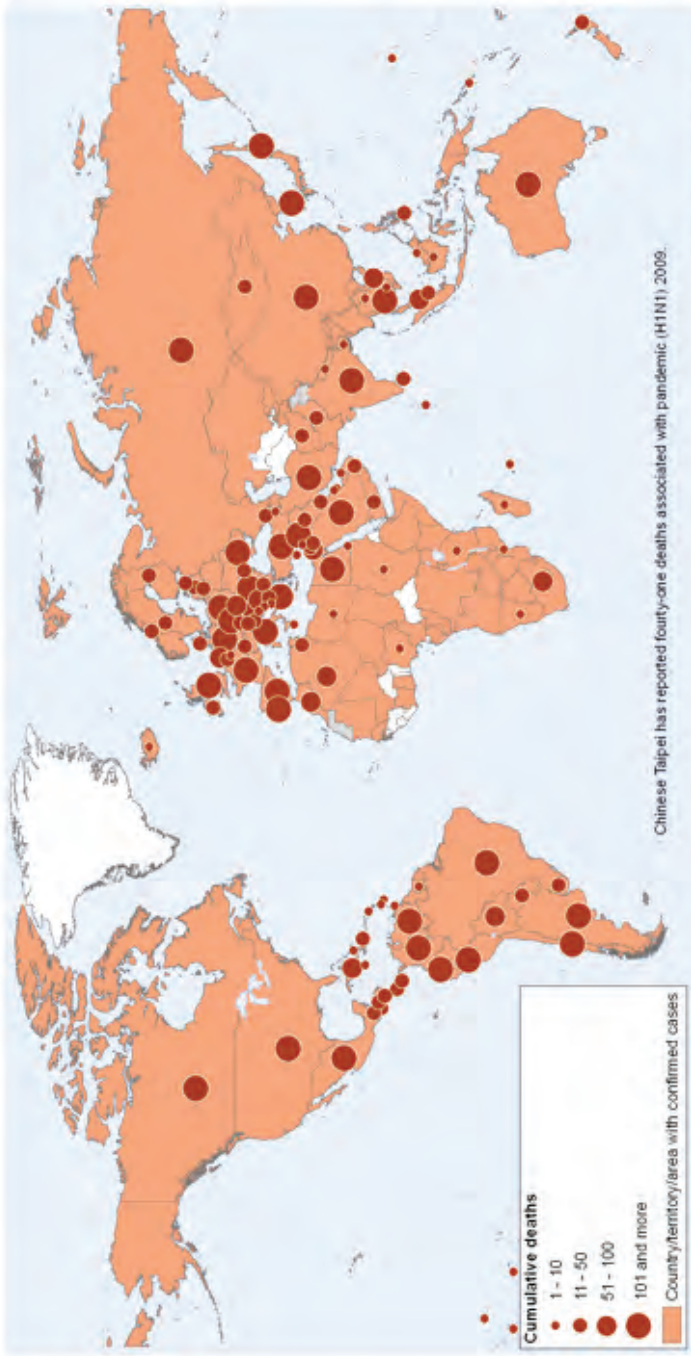 Chinese Taipei has reported fourty-one deaths associated with pandemic (H1N1) 2009.
Cumulative deaths
1 - 10
11 - 50
51 - 100
101 and more
Country/territory/area with confirmed cases